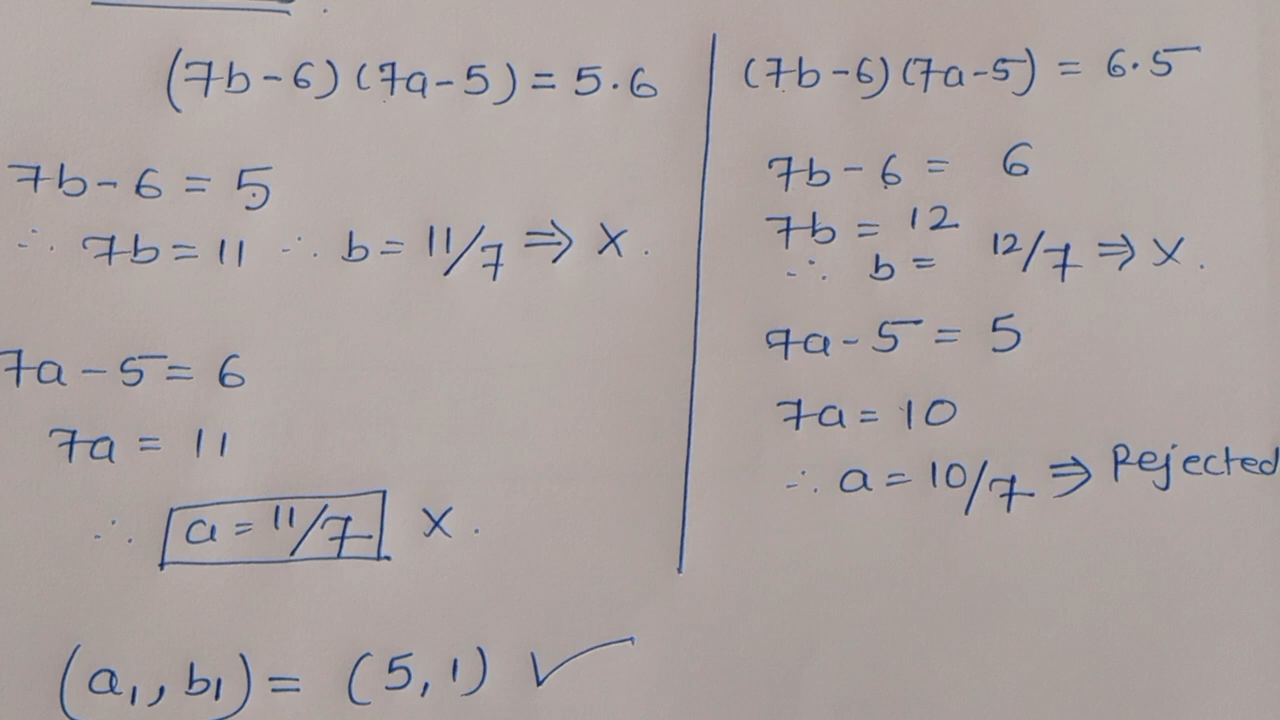 (7b-6)(7a-5) = 5.6
7b-6 = 5
∴ 7b = 11 ∴ b = 11/7 ⇒ X.
7a-5 = 6
7a = 11
∴ a = 11/7 X.
(7b-6)(7a-5) = 6.5
7b-6 = 6
7b = 12
∴ b = 12/7 ⇒ X.
7a-5 = 5
7a = 10
∴ a = 10/7 ⇒ Rejected
(a₁, b₁) = (5, 1) ✓